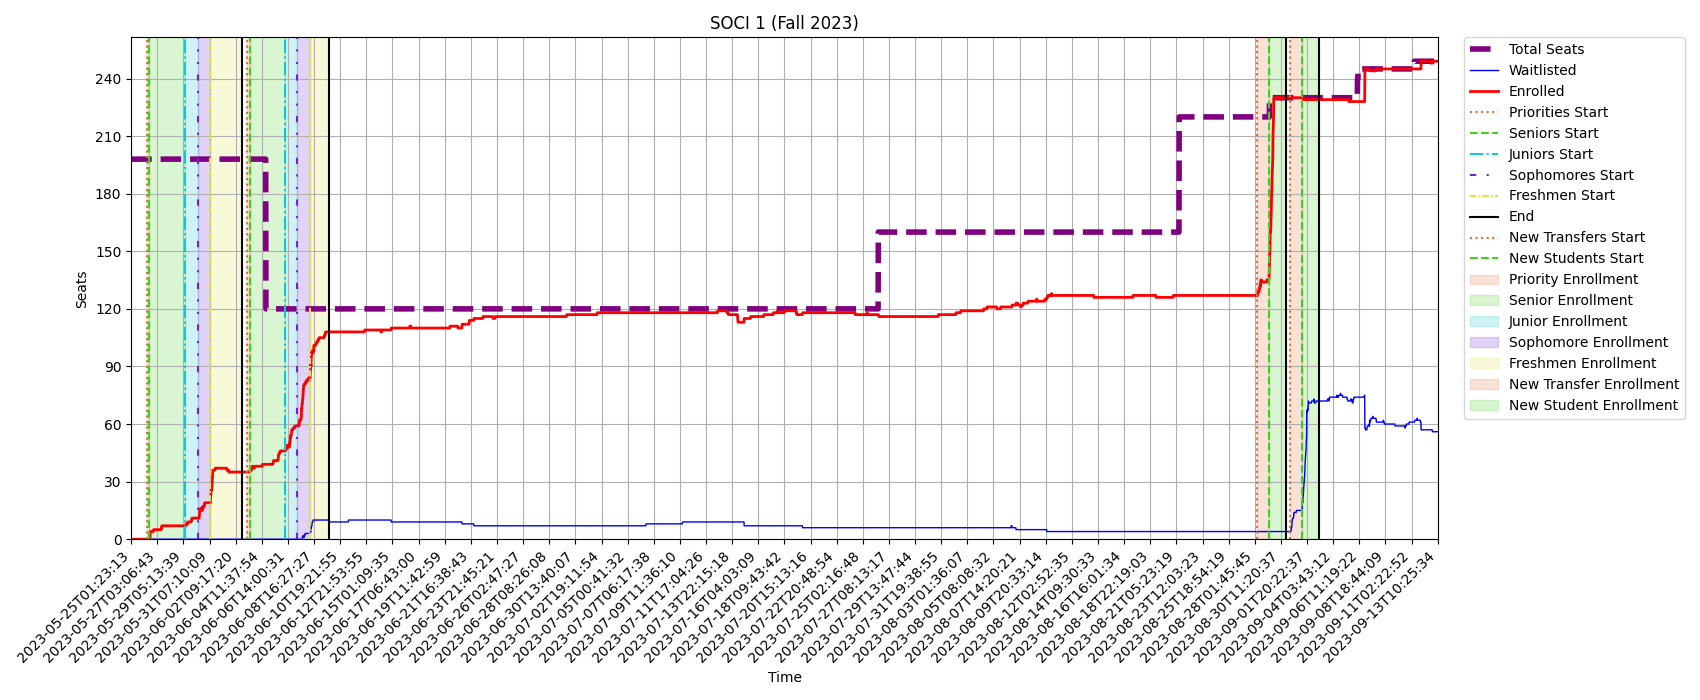 SOCI 1 (Fall 2023)
Seats
240
210
180
150
120
90
60
30
0
2023-05-25T01:23:13
2023-05-27T03:06:43
2023-05-29T05:13:39
2023-05-31T07:10:09
2023-06-02T09:17:20
2023-06-04T11:37:54
2023-06-06T14:00:31
2023-06-08T16:27:27
2023-06-10T19:21:55
2023-06-12T21:53:55
2023-06-15T01:09:35
2023-06-17T06:43:00
2023-06-19T11:42:59
2023-06-21T16:38:43
2023-06-23T21:45:21
2023-06-26T02:47:27
2023-06-28T08:26:08
2023-06-30T13:40:07
2023-07-02T19:11:54
2023-07-05T00:41:32
2023-07-07T06:17:38
2023-07-09T11:36:10
2023-07-11T17:04:26
2023-07-13T22:15:18
2023-07-16T04:03:09
2023-07-18T09:43:42
2023-07-20T15:13:16
2023-07-22T20:48:54
2023-07-25T02:16:48
2023-07-27T08:13:17
2023-07-29T13:47:44
2023-07-31T19:38:55
2023-08-03T01:36:07
2023-08-05T08:08:32
2023-08-07T14:20:21
2023-08-09T20:33:14
2023-08-12T02:52:35
2023-08-14T09:30:33
2023-08-16T16:01:34
2023-08-18T22:19:03
2023-08-21T05:23:19
2023-08-23T12:03:23
2023-08-25T18:54:19
2023-08-28T01:45:45
2023-08-30T11:20:37
2023-09-01T20:22:37
2023-09-04T03:43:12
2023-09-06T11:19:22
2023-09-08T18:44:09
2023-09-11T02:22:52
2023-09-13T10:25:34
Time
Total Seats
Waitlisted
Enrolled
Priorities Start
Seniors Start
Juniors Start
Sophomores Start
Freshmen Start
End
New Transfers Start
New Students Start
Priority Enrollment
Senior Enrollment
Junior Enrollment
Sophomore Enrollment
Freshmen Enrollment
New Transfer Enrollment
New Student Enrollment